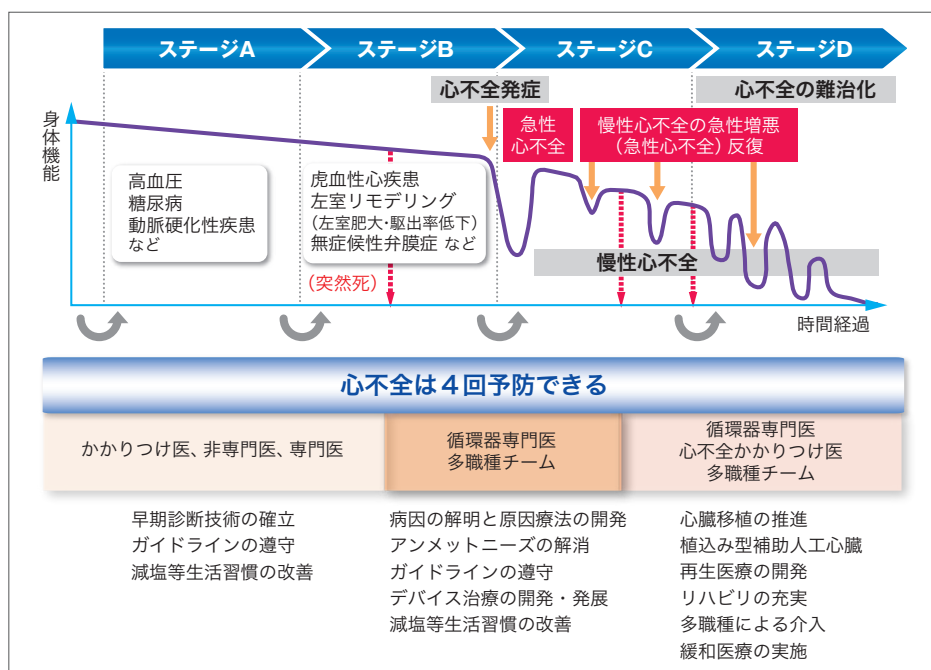 ステージA
ステージB
ステージC
ステージD
心不全発症
心不全の難治化
身体機能
急性
心不全
慢性心不全の急性増悪
(急性心不全)反復
高血圧
糖尿病
動脈硬化性疾患
など
虚血性心疾患
左室リモデリング
(左室肥大・駆出率低下)
無症候性弁膜症 など
慢性心不全
(突然死)
時間経過
心不全は4回予防できる
かかりつけ医、非専門医、専門医
循環器専門医
多職種チーム
循環器専門医
心不全かかりつけ医
多職種チーム
早期診断技術の確立
ガイドラインの遵守
減塩等生活習慣の改善
病因の解明と原因療法の開発
アンメットニーズの解消
ガイドラインの遵守
デバイス治療の開発・発展
減塩等生活習慣の改善
心臓移植の推進
植込み型補助人工心臓
再生医療の開発
リハビリの充実
多職種による介入
緩和医療の実施